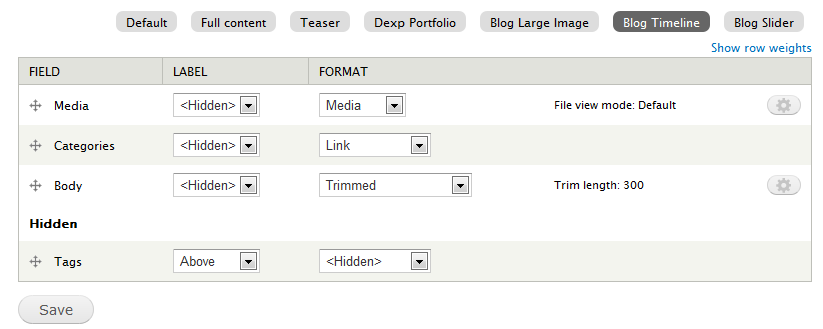 Default Full content Teaser Dexp Portfolio Blog Large Image Blog Timeline Blog Slider
Show row weights
FIELD LABEL FORMAT
Media <Hidden> Media File view mode: Default
Categories <Hidden> Link
Body <Hidden> Trimmed Trim length: 300
Hidden
Tags Above <Hidden>
Save